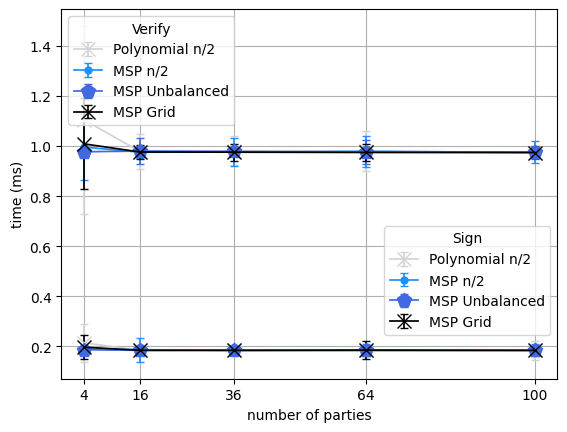 Verify
Polynomial n/2
MSP n/2
MSP Unbalanced
MSP Grid
Sign
Polynomial n/2
MSP n/2
MSP Unbalanced
MSP Grid
time (ms)
1.4
1.2
1.0
0.8
0.6
0.4
0.2
4 16 36 64 100
number of parties